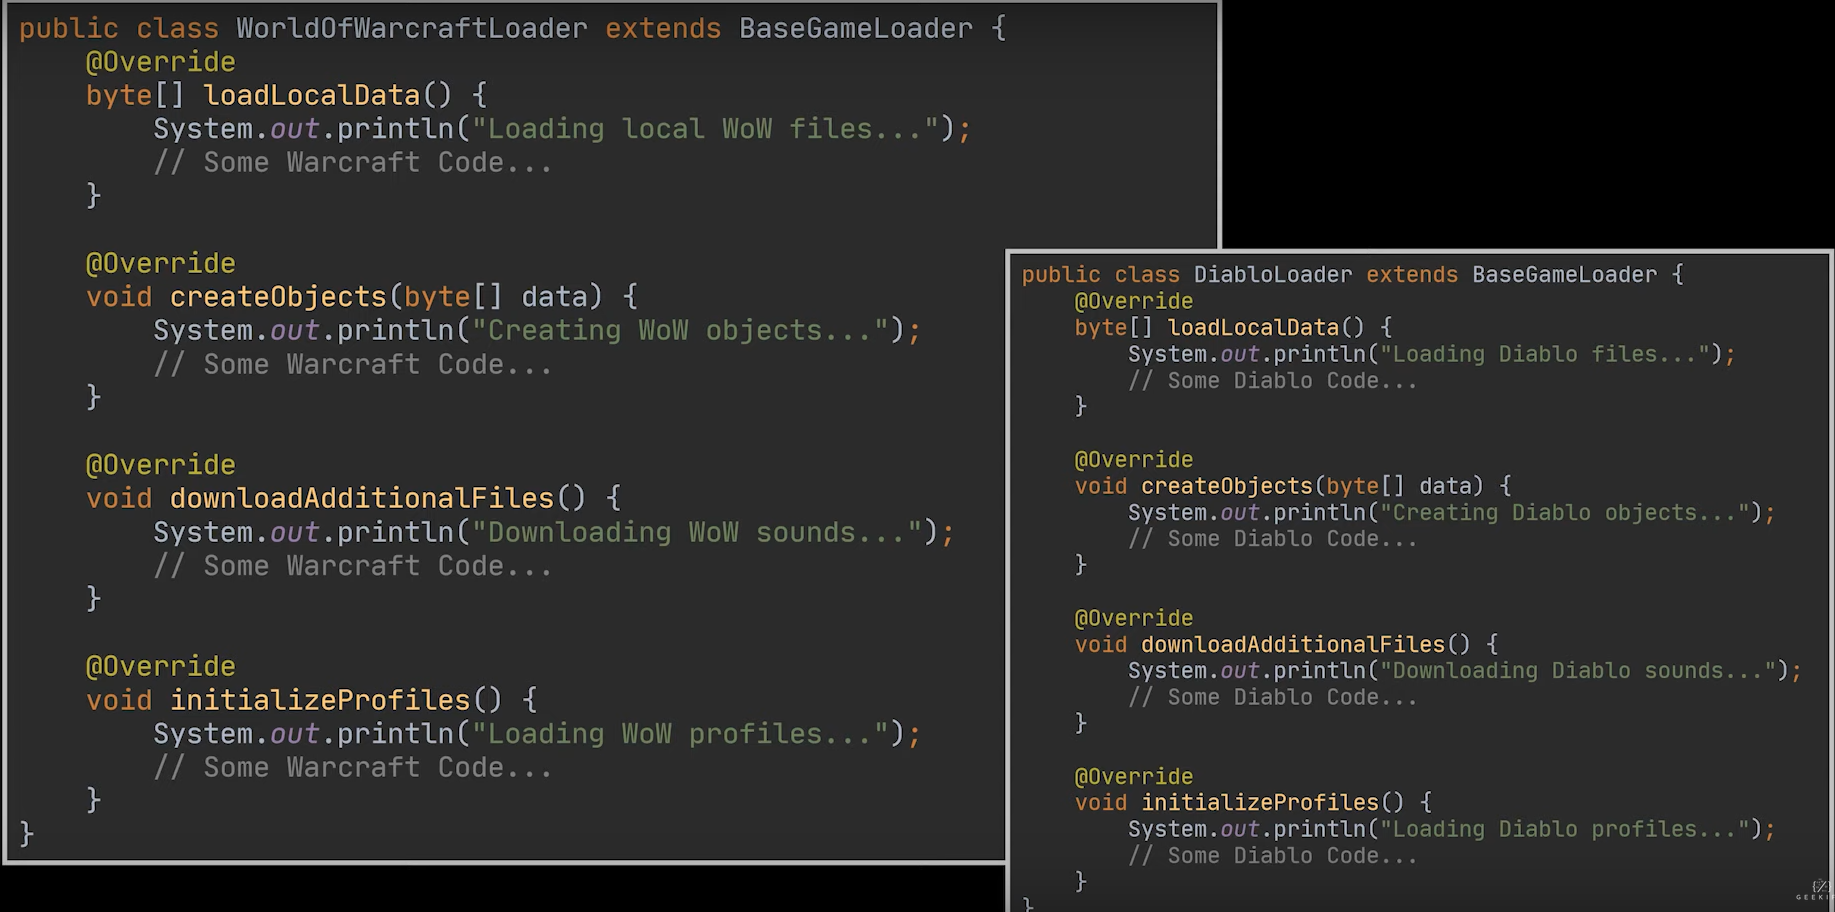 public class WorldOfWarcraftLoader extends BaseGameLoader {
    @Override
    byte[] loadLocalData() {
        System.out.println("Loading local WoW files...");
        // Some Warcraft Code...
    }

    @Override
    void createObjects(byte[] data) {
        System.out.println("Creating WoW objects...");
        // Some Warcraft Code...
    }

    @Override
    void downloadAdditionalFiles() {
        System.out.println("Downloading WoW sounds...");
        // Some Warcraft Code...
    }

    @Override
    void initializeProfiles() {
        System.out.println("Loading WoW profiles...");
        // Some Warcraft Code...
    }
}
public class DiabloLoader extends BaseGameLoader {
    @Override
    byte[] loadLocalData() {
        System.out.println("Loading Diablo files...");
        // Some Diablo Code...
    }

    @Override
    void createObjects(byte[] data) {
        System.out.println("Creating Diablo objects...");
        // Some Diablo Code...
    }

    @Override
    void downloadAdditionalFiles() {
        System.out.println("Downloading Diablo sounds...");
        // Some Diablo Code...
    }

    @Override
    void initializeProfiles() {
        System.out.println("Loading Diablo profiles...");
        // Some Diablo Code...
    }
}